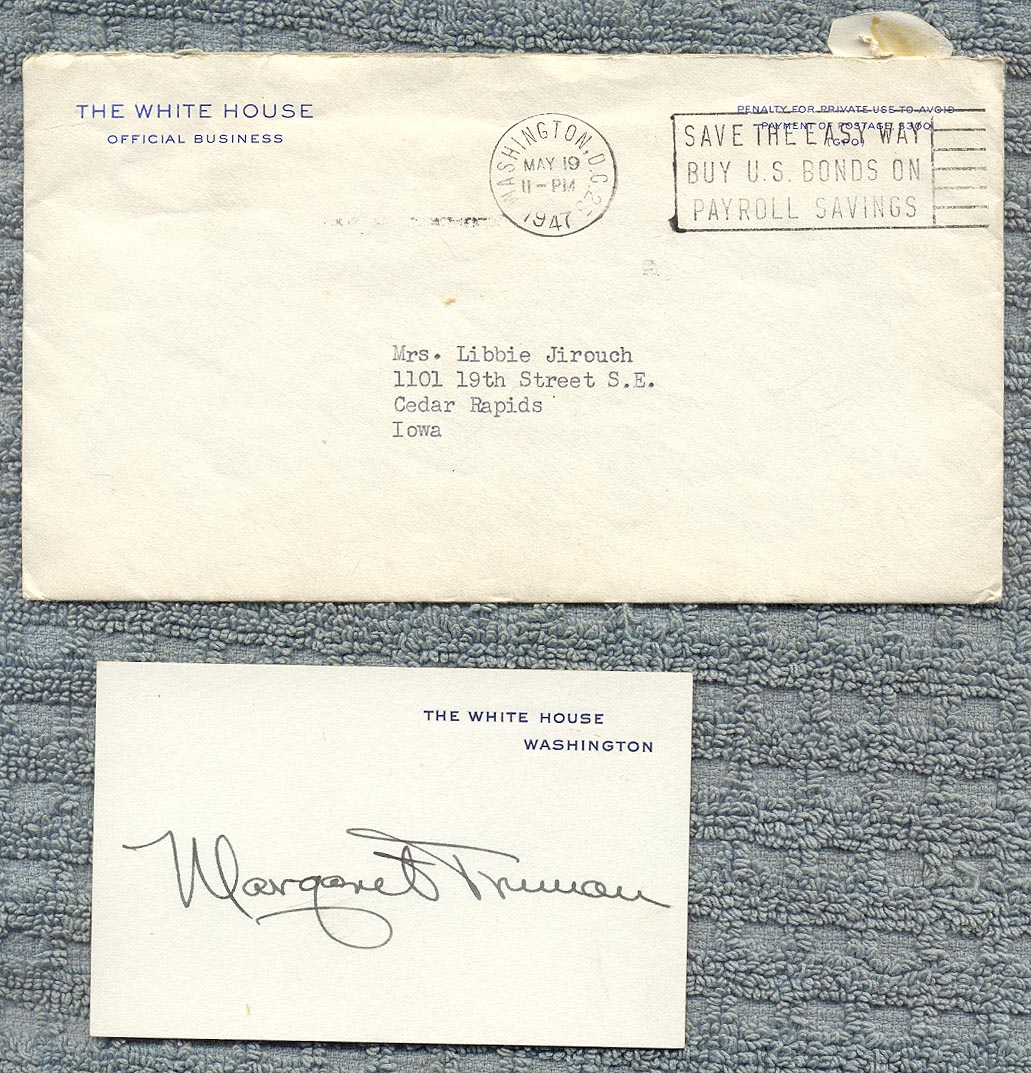 THE WHITE HOUSE
OFFICIAL BUSINESS
WASHINGTON, D.C.
MAY 19
11-PM
1947
PENALTY FOR PRIVATE USE TO AVOID
PAYMENT OF POSTAGE, $300
(GPO)
SAVE THE EASY WAY
BUY U.S. BONDS ON
PAYROLL SAVINGS
Mrs. Libbie Jirouch
1101 19th Street S.E.
Cedar Rapids
Iowa
THE WHITE HOUSE
WASHINGTON
Margaret Truman